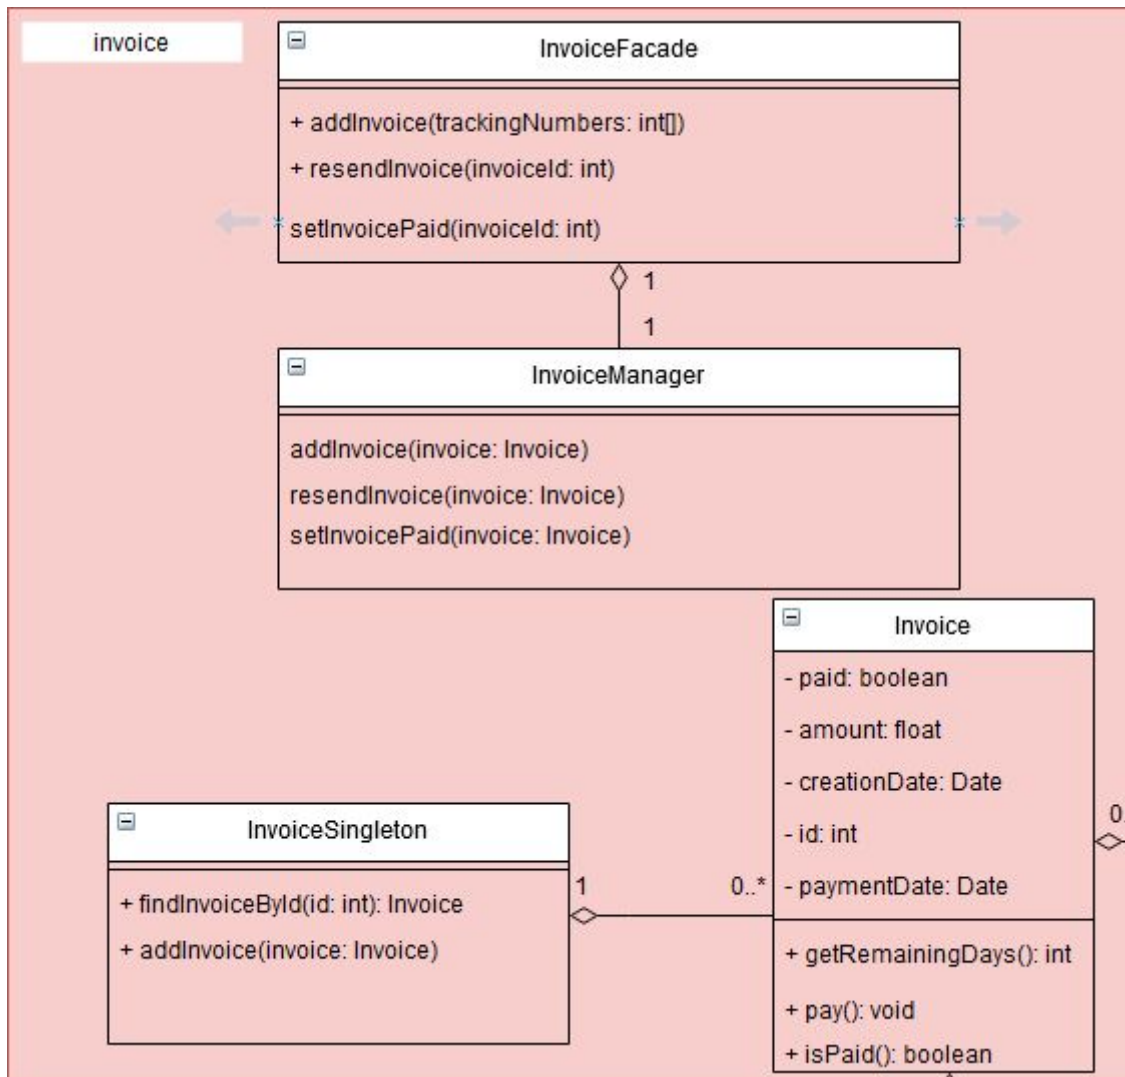 invoice
InvoiceFacade
+ addInvoice(trackingNumbers: int[])
+ resendInvoice(invoiceId: int)
setInvoicePaid(invoiceId: int)
1
1
InvoiceManager
addInvoice(invoice: Invoice)
resendInvoice(invoice: Invoice)
setInvoicePaid(invoice: Invoice)
Invoice
- paid: boolean
- amount: float
- creationDate: Date
- id: int
- paymentDate: Date
+ getRemainingDays(): int
+ pay(): void
+ isPaid(): boolean
0.
InvoiceSingleton
+ findInvoiceById(id: int): Invoice
+ addInvoice(invoice: Invoice)
1
0..*